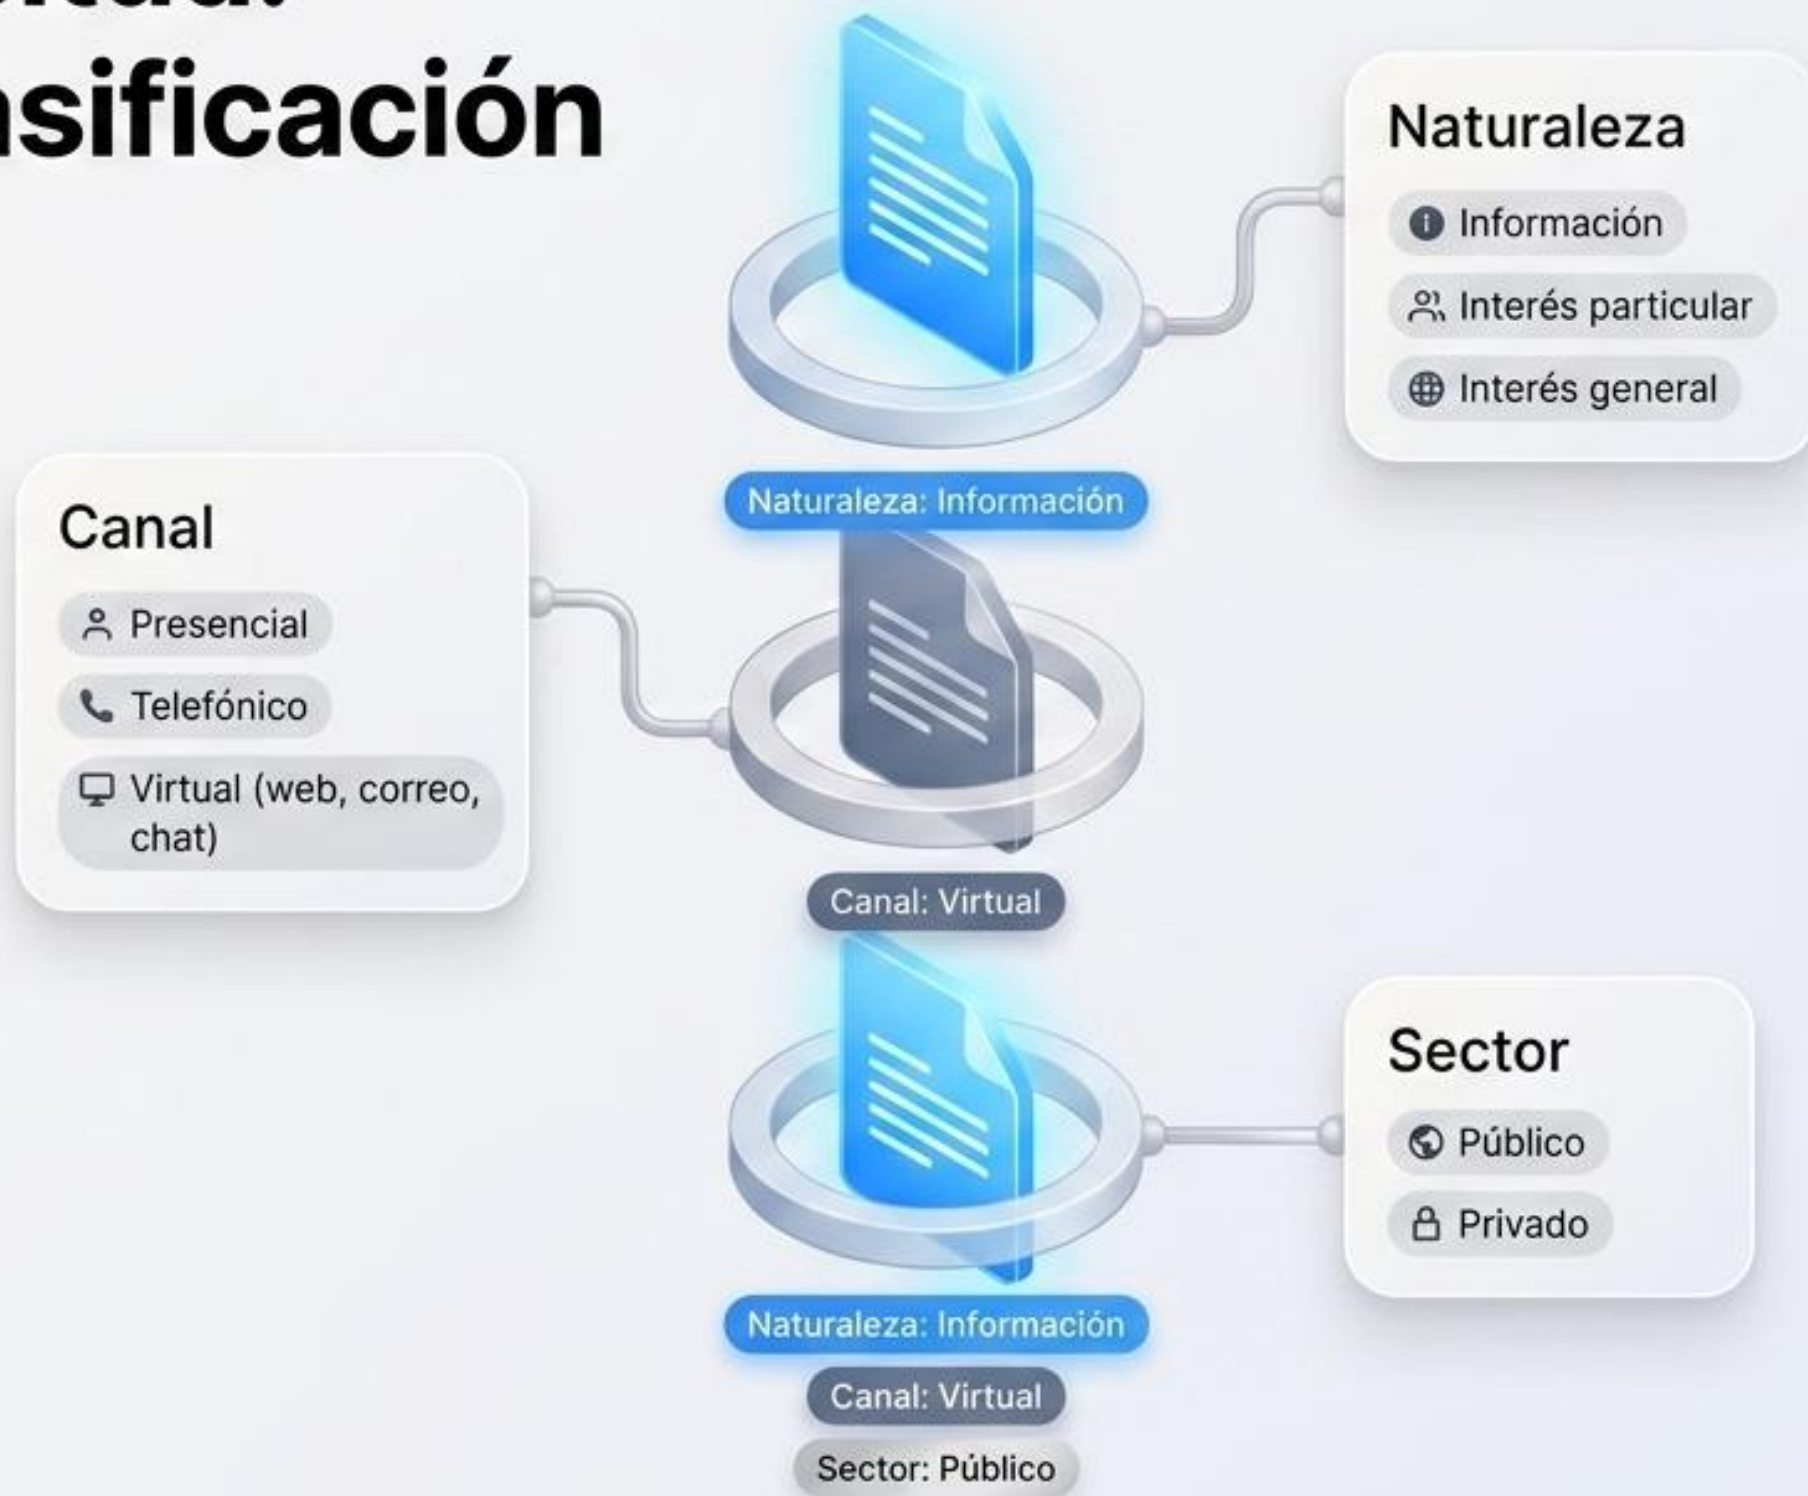 Naturaleza
Información
Interés particular
Interés general
Naturaleza: Información
Canal
Presencial
Telefónico
Virtual (web, correo,
chat)
Canal: Virtual
Sector
Público
Privado
Naturaleza: Información
Canal: Virtual
Sector: Público